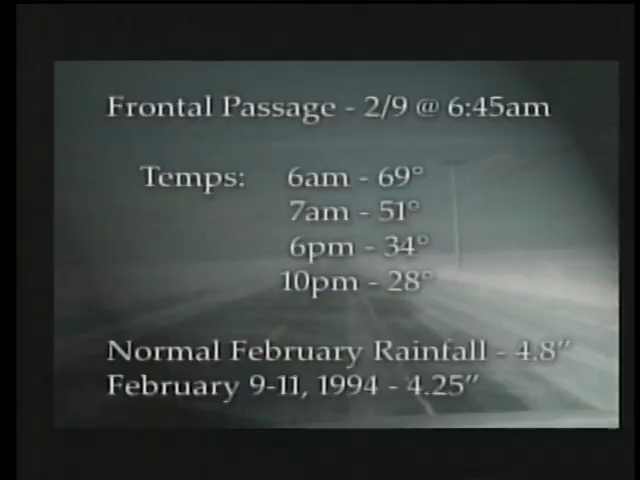 Frontal Passage - 2/9 @ 6:45am
Temps: 6am - 69°
7am - 51°
6pm - 34°
10pm - 28°
Normal February Rainfall - 4.8”
February 9-11, 1994 - 4.25”